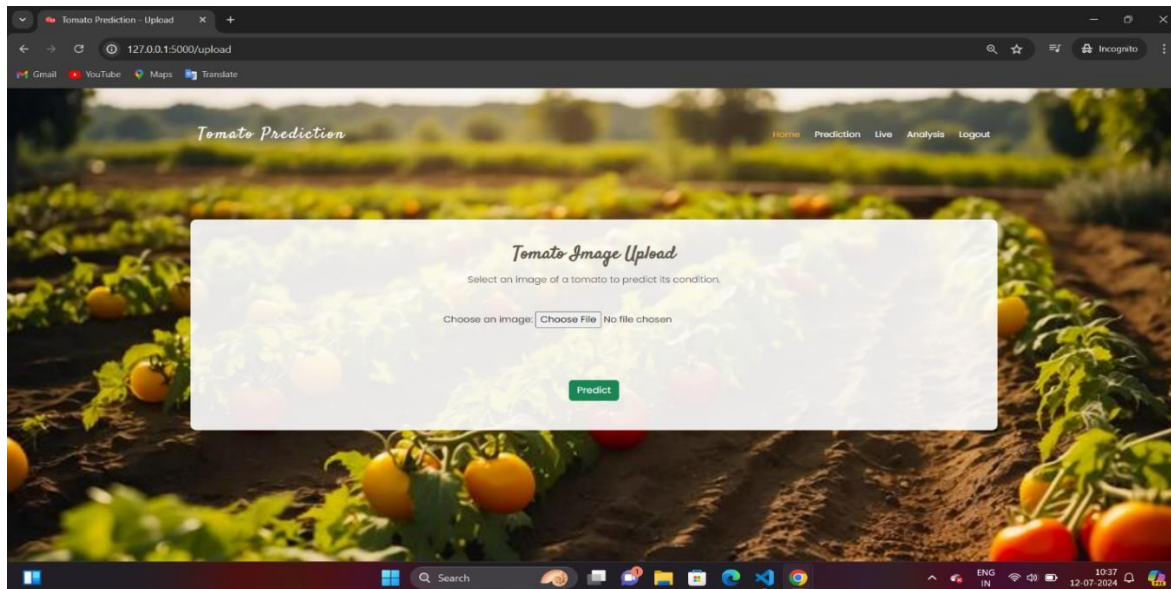 Tomato Prediction - Upload
127.0.0.1:5000/upload
Incognito
Gmail YouTube Maps Translate
Tomato Prediction
Home Prediction Live Analysis Logout
Tomato Image Upload
Select an image of a tomato to predict its condition.
Choose an image: Choose File No file chosen
Predict
Search
ENG
IN
10:37
12-07-2024